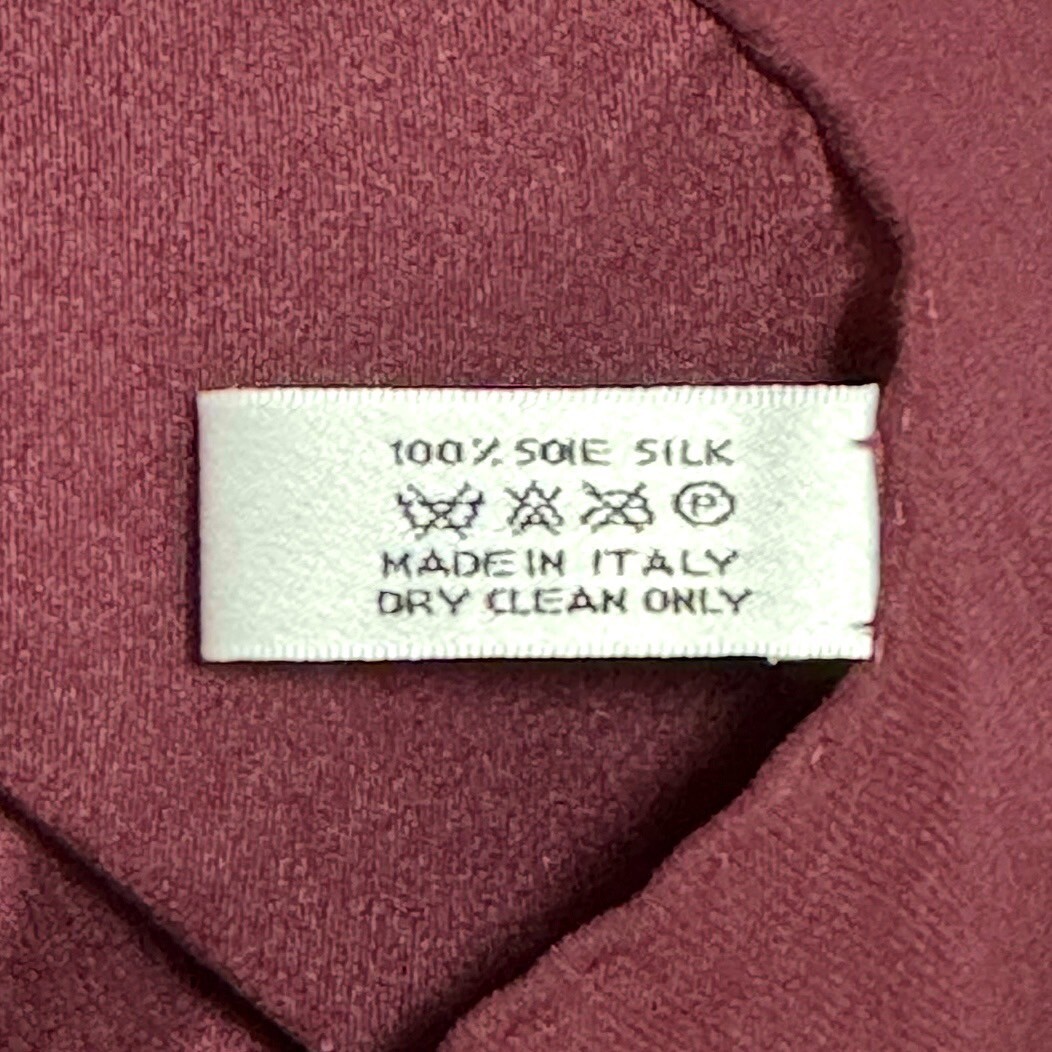 100% SOIE SILK
P
MADE IN ITALY
DRY CLEAN ONLY